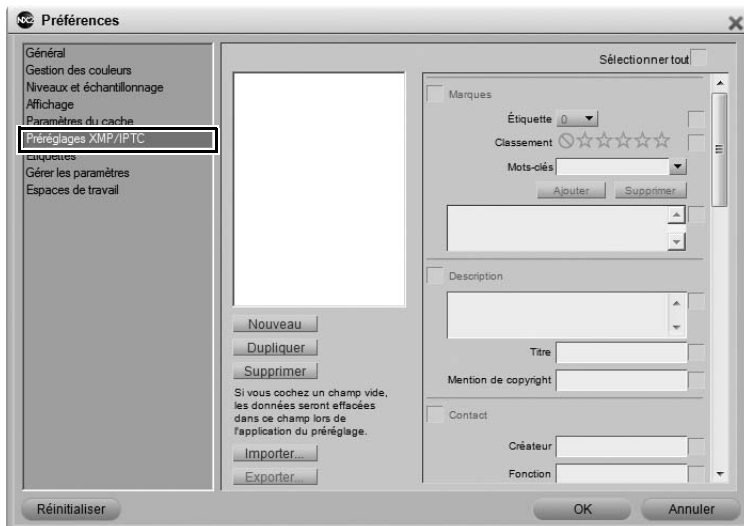 NX2 Préférences
Général
Gestion des couleurs
Niveaux et échantillonnage
Affichage
Paramètres du cache
Préréglages XMP/IPTC
Étiquettes
Gérer les paramètres
Espaces de travail
Nouveau
Dupliquer
Supprimer
Si vous cochez un champ vide,
les données seront effacées
dans ce champ lors de
l'application du préréglage.
Importer...
Exporter...
Sélectionner tout
Marques
Étiquette 0
Classement
Mots-clés
Ajouter Supprimer
Description
Titre
Mention de copyright
Contact
Créateur
Fonction
Réinitialiser
OK Annuler